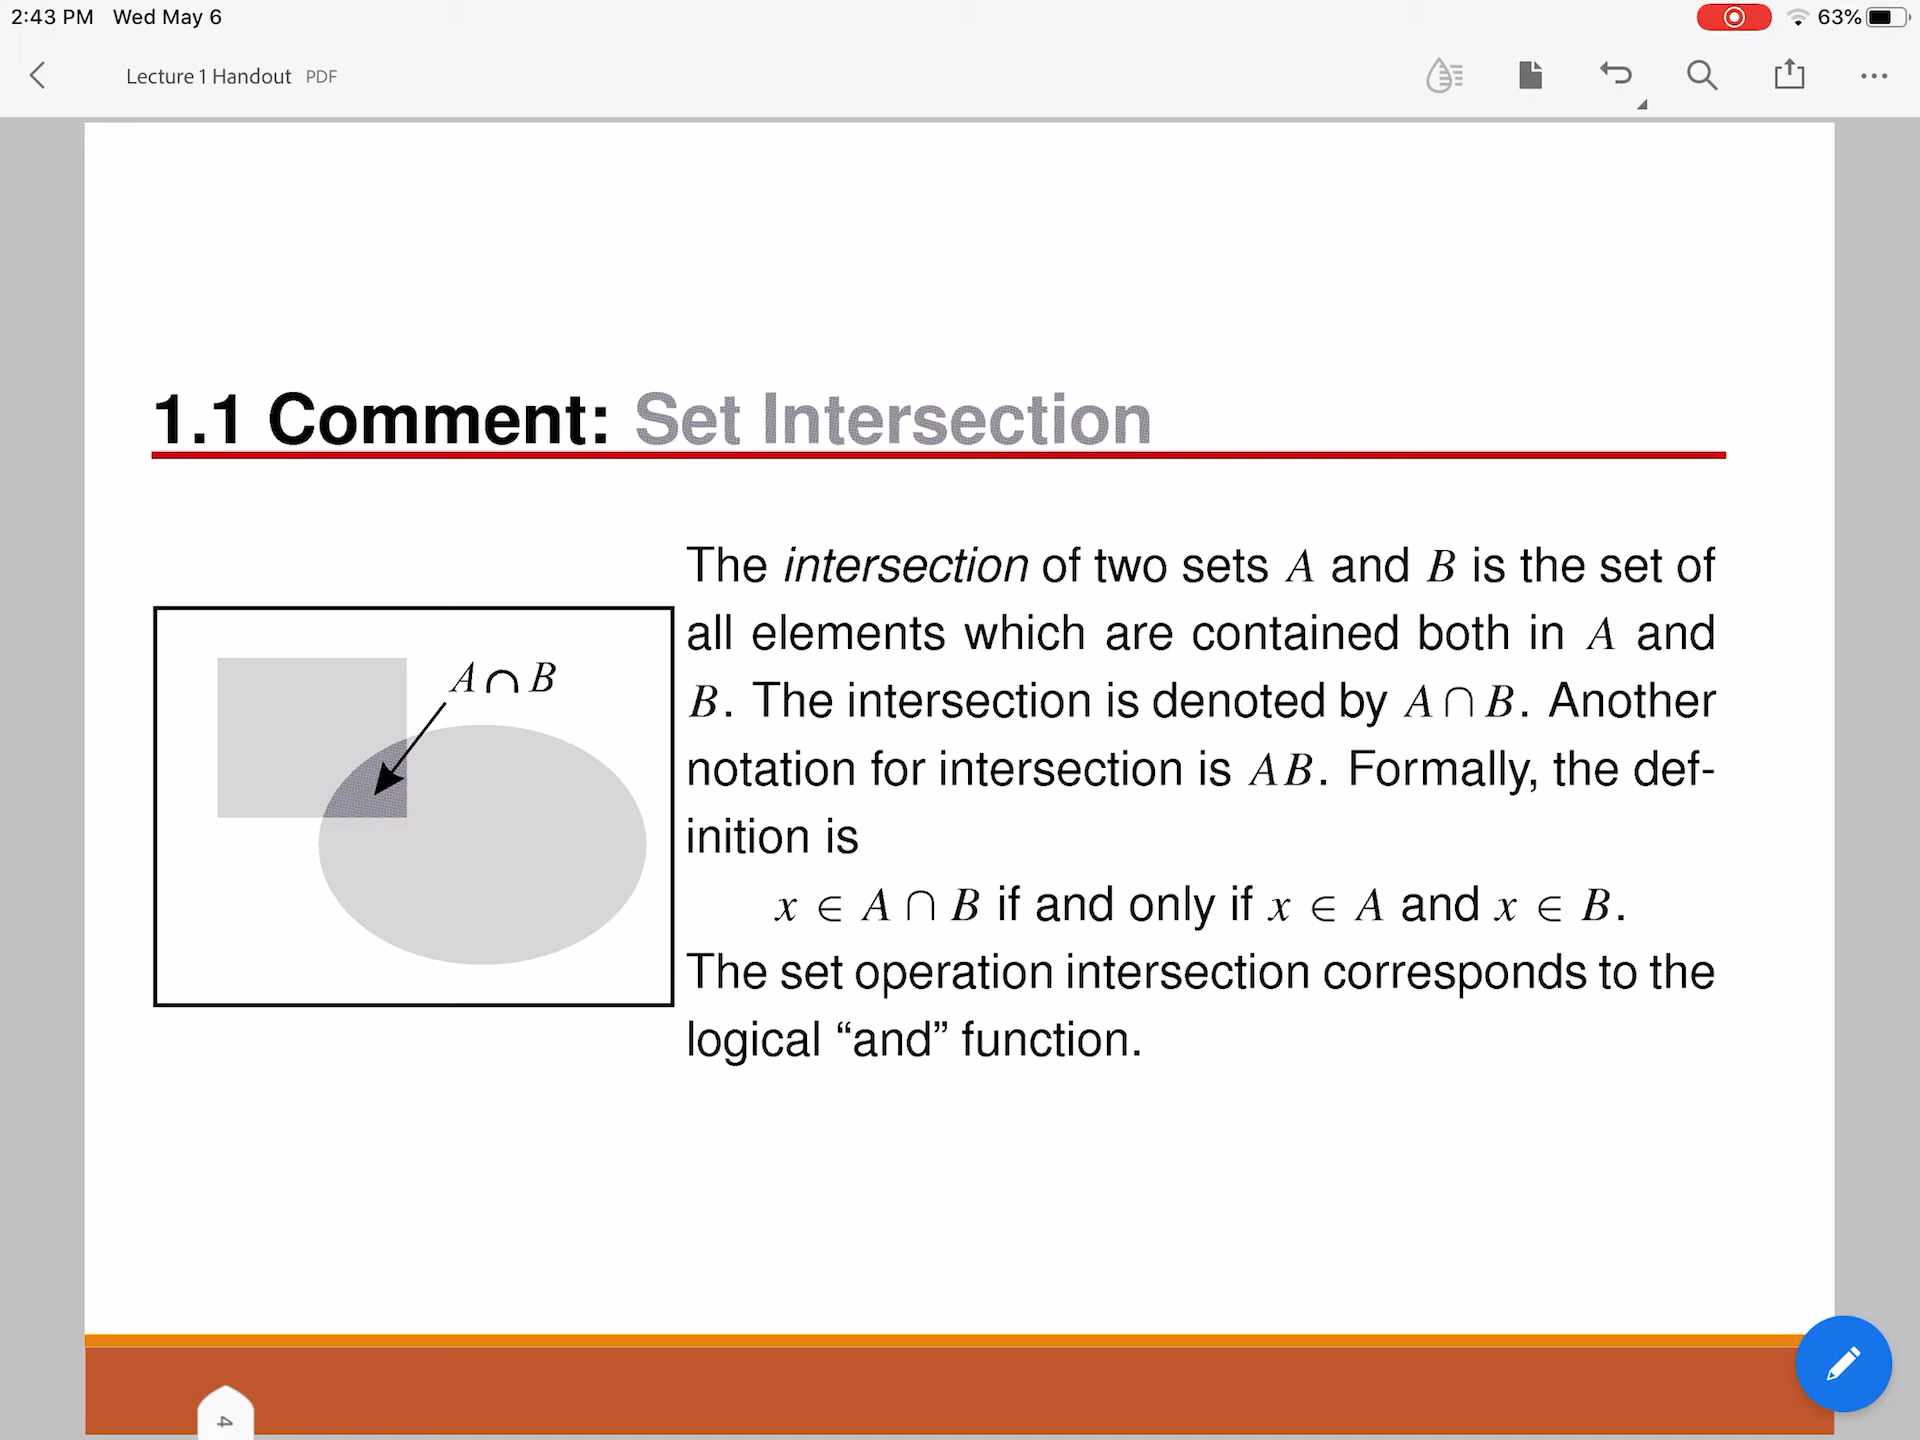 2:43 PM Wed May 6
63%
Lecture 1 Handout PDF
1.1 Comment: Set Intersection
A ∩ B
The intersection of two sets A and B is the set of
all elements which are contained both in A and
B. The intersection is denoted by A ∩ B. Another
notation for intersection is AB. Formally, the def-
inition is
x ∈ A ∩ B if and only if x ∈ A and x ∈ B.
The set operation intersection corresponds to the
logical “and” function.
4